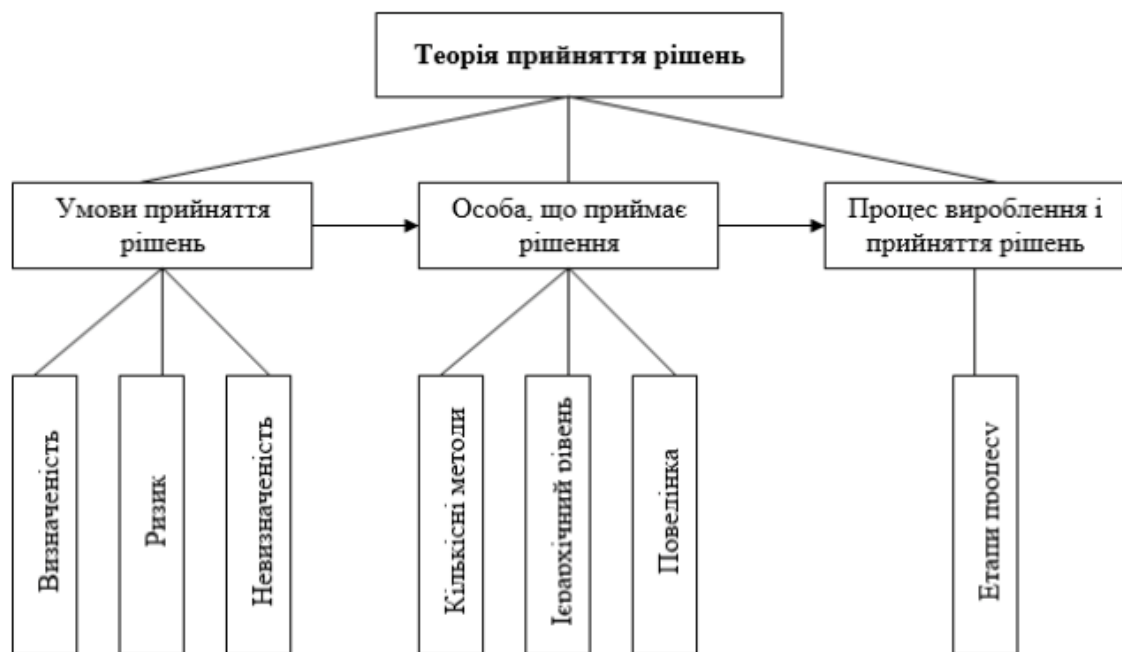 Теорія прийняття рішень
Умови прийняття
рішень
Особа, що приймає
рішення
Процес вироблення і
прийняття рішень
Визначеність
Ризик
Невизначеність
Кількісні методи
Ієрархічний рівень
Поведінка
Етапи процесу